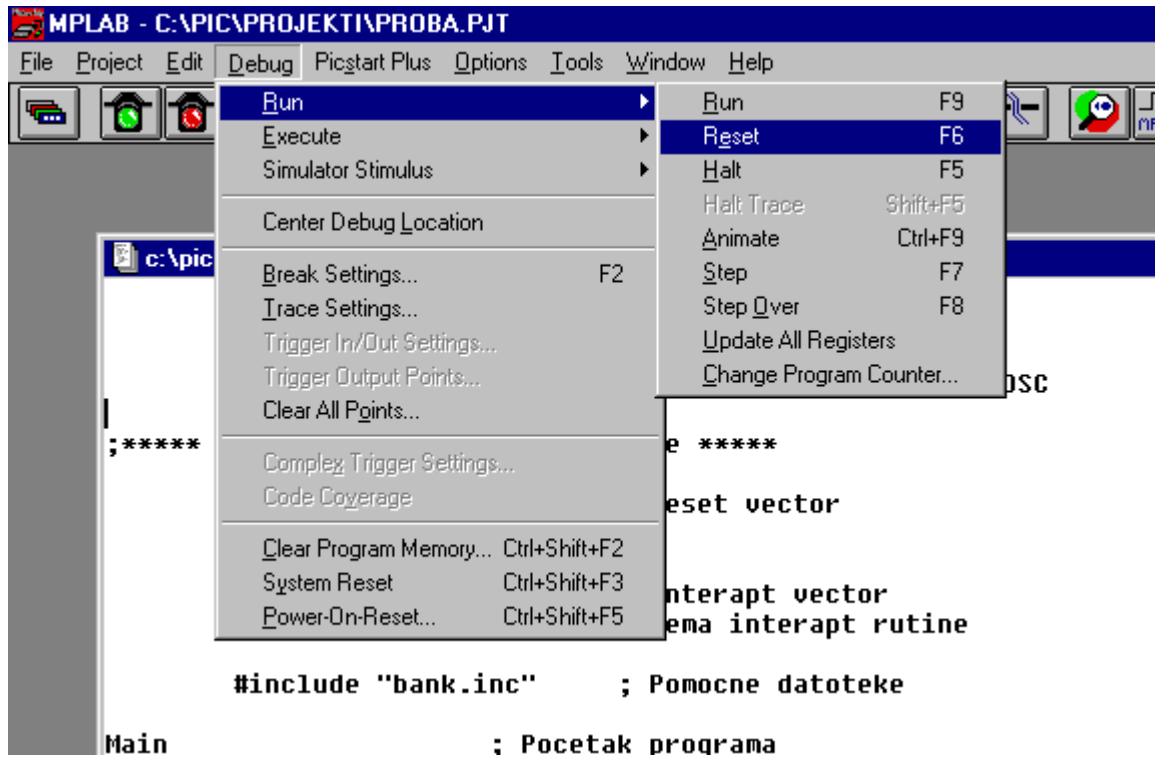 MPLAB - C:\PIC\PROJEKTI\PROBA.PJT
File Project Edit Debug Picstart Plus Options Tools Window Help
Run
Execute
Simulator Stimulus
Center Debug Location
Break Settings... F2
Trace Settings...
Trigger In/Out Settings...
Trigger Output Points...
Clear All Points...
Complex Trigger Settings...
Code Coverage
Clear Program Memory... Ctrl+Shift+F2
System Reset Ctrl+Shift+F3
Power-On-Reset... Ctrl+Shift+F5
Run F9
Reset F6
Halt F5
Halt Trace Shift+F5
Animate Ctrl+F9
Step F7
Step Over F8
Update All Registers
Change Program Counter...
c:\pic
OSC
;***** e *****
eset vector
nterapt vector
ema interapt rutine
#include "bank.inc" ; Pomocne datoteke
Main ; Pocetak programa